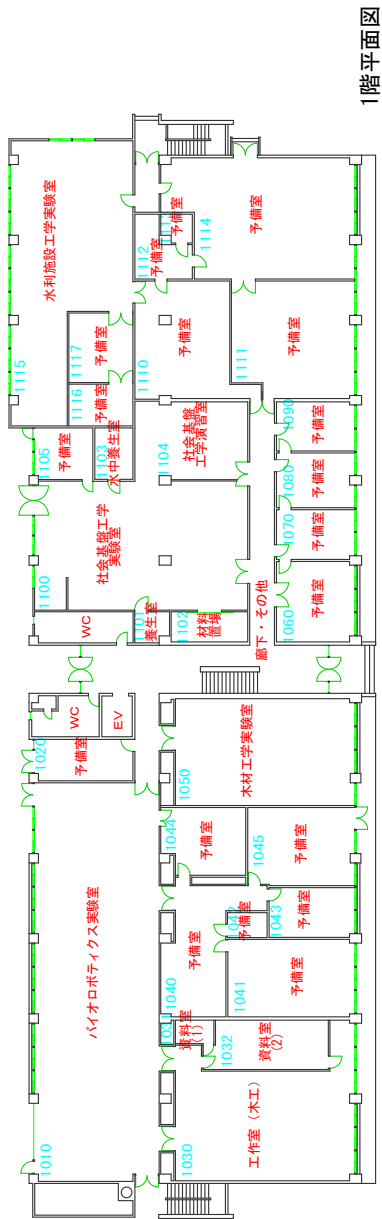 1階平面図
1010
バイオロボティクス実験室
1020
予備室
WC
EV
WC
1100
社会基盤工学
実験室
1105
予備室
1103
水中養生室
1115
水利施設工学実験室
1116
予備室
1117
予備室
1030
工作室（木工）
1031
資料室
(1)
1032
資料室
(2)
1040
予備室
1041
予備室
1042
予備室
1043
予備室
1044
予備室
1045
予備室
1050
木材工学実験室
1101
養生室
1102
材料
置場
1104
社会基盤
工学演習室
1110
予備室
1112
予備室
1113
予備室
1114
予備室
1111
予備室
廊下・その他
1060
予備室
1070
予備室
1080
予備室
1090
予備室